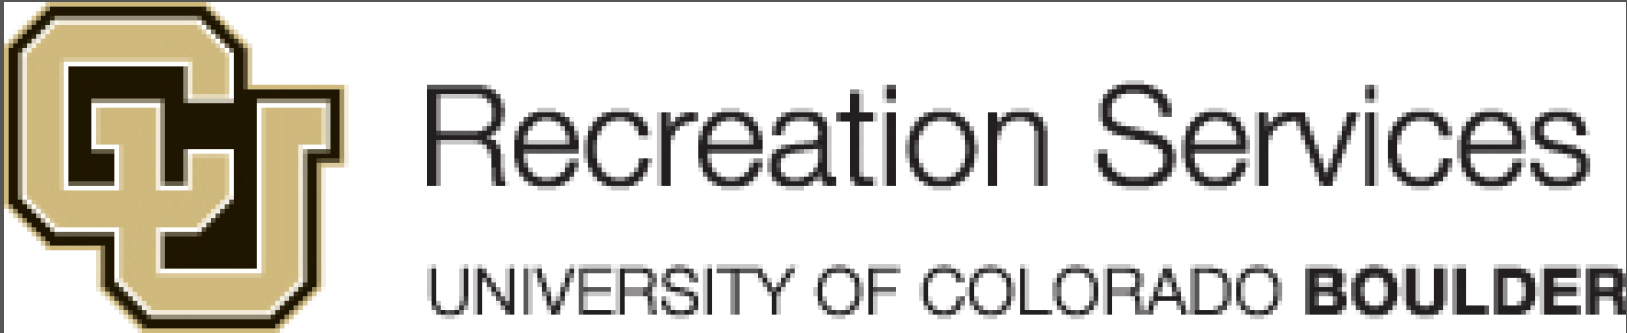 CU
Recreation Services
UNIVERSITY OF COLORADO BOULDER